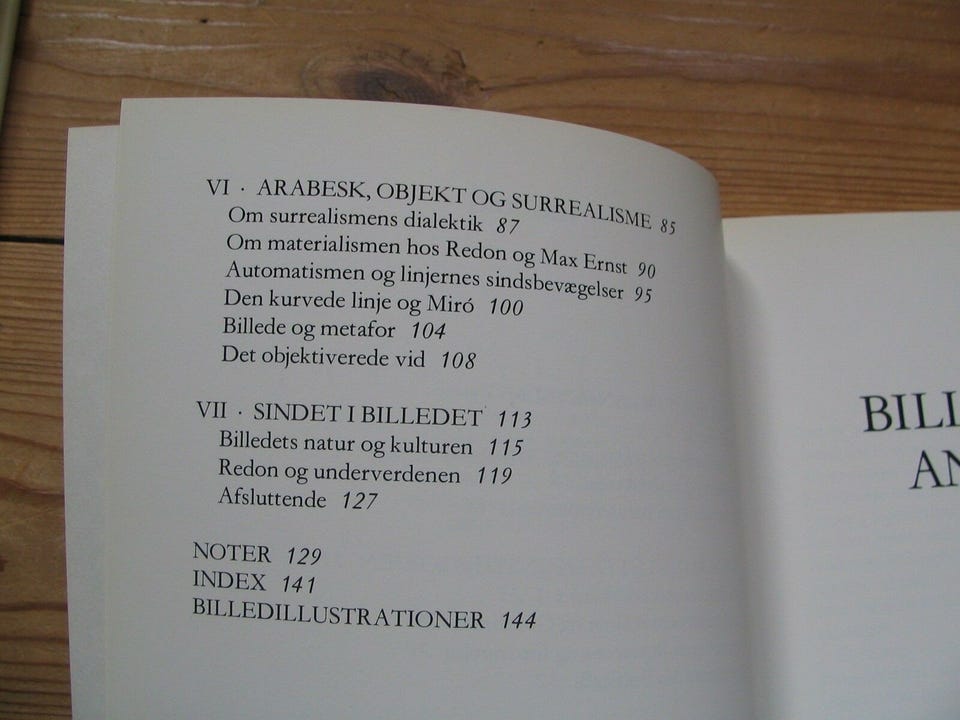 VI · ARABESK, OBJEKT OG SURREALISME 85
Om surrealismens dialektik 87
Om materialismen hos Redon og Max Ernst 90
Automatismen og linjernes sindsbevægelser 95
Den kurvede linje og Miró 100
Billede og metafor 104
Det objektiverede vid 108
VII · SINDET I BILLEDET 113
Billedets natur og kulturen 115
Redon og underverdenen 119
Afsluttende 127
NOTER 129
INDEX 141
BILLEDILLUSTRATIONER 144
BILL
AN